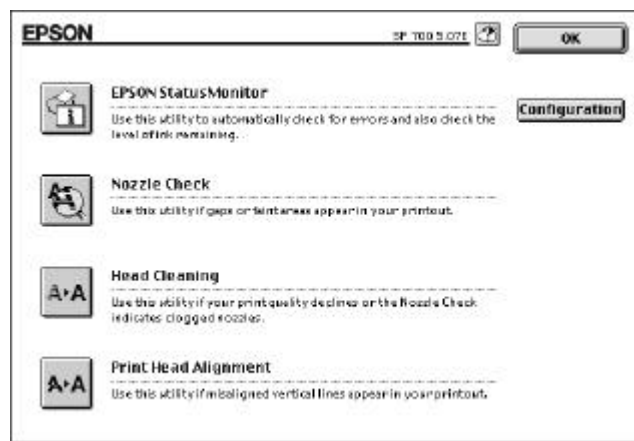 EPSON
SP 700 5.07E
OK
EPSON StatusMonitor
Use this utility to automatically check for errors and also check the
level of ink remaining.
Configuration
Nozzle Check
Use this utility if gaps or faint areas appear in your printout.
Head Cleaning
Use this utility if your print quality declines or the Nozzle Check
indicates clogged nozzles.
Print Head Alignment
Use this utility if misaligned vertical lines appear in your printout.